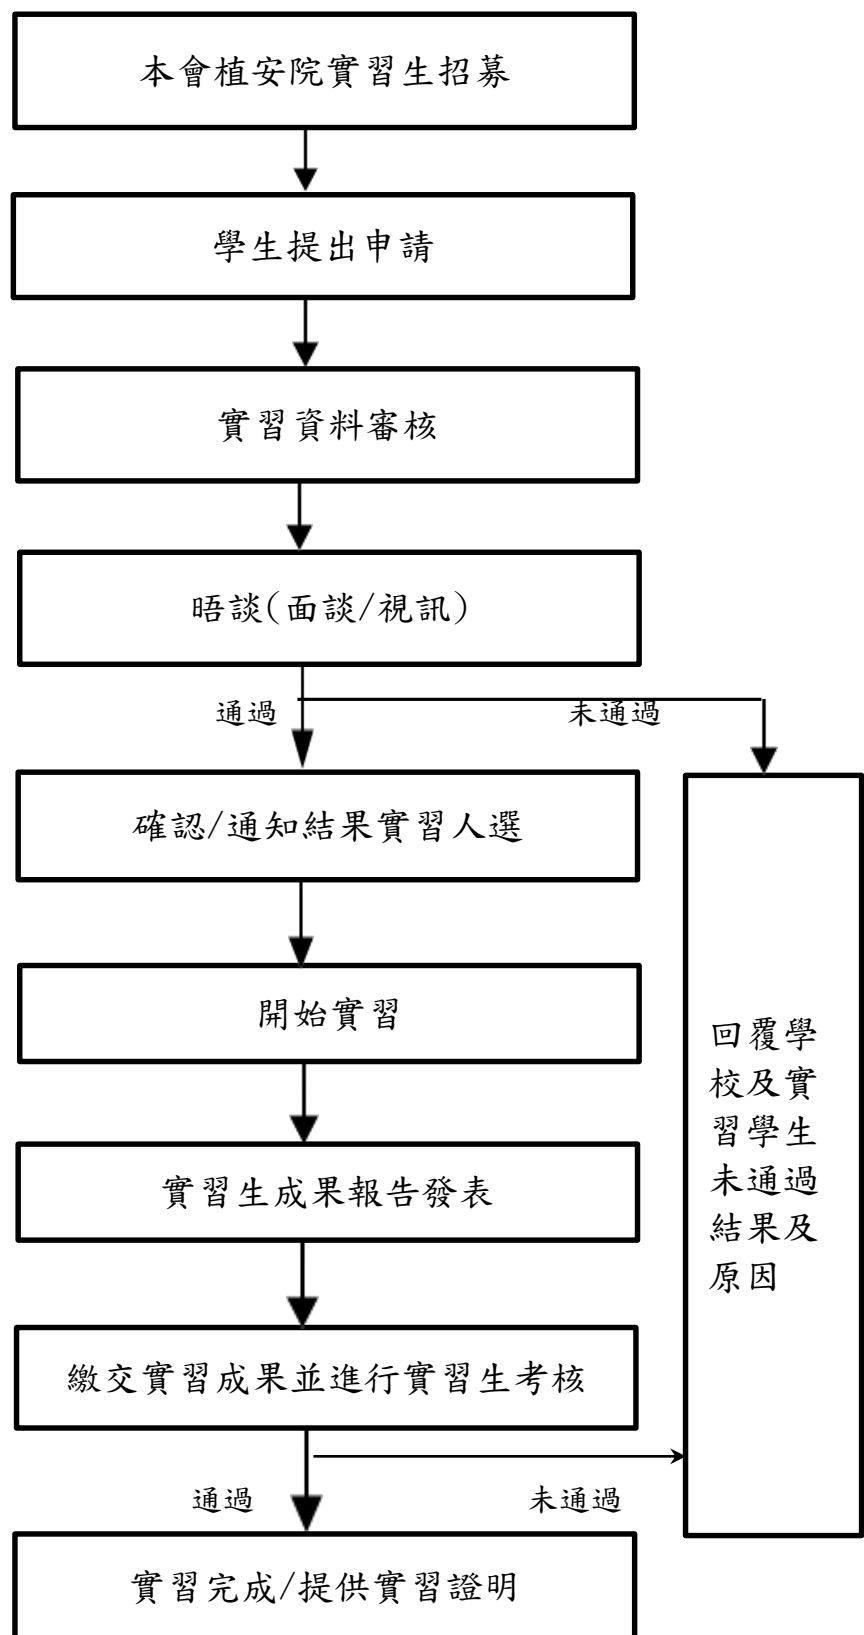 本會植安院實習生招募
學生提出申請
實習資料審核
晤談(面談/視訊)
通過
未通過
確認/通知結果實習人選
開始實習
回覆學
校及實
習學生
未通過
結果及
原因
實習生成果報告發表
繳交實習成果並進行實習生考核
通過
未通過
實習完成/提供實習證明